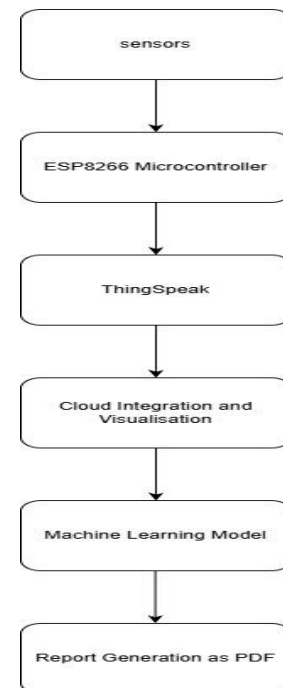 sensors
ESP8266 Microcontroller
ThingSpeak
Cloud Integration and
Visualisation
Machine Learning Model
Report Generation as PDF